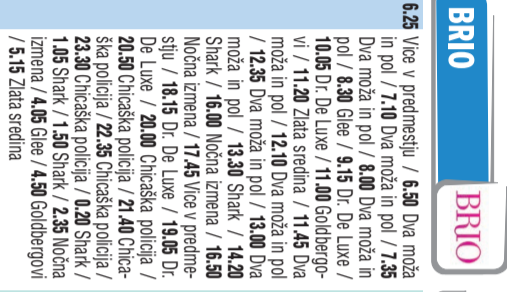 BRIO
BRIO
6.25 Vice v predmestju / 6.50 Dva moža
in pol / 7.10 Dva moža in pol / 7.35
Dva moža in pol / 8.00 Dva moža in
pol / 8.30 Glee / 9.15 Dr. De Luxe /
10.05 Dr. De Luxe / 11.00 Goldbergo-
vi / 11.20 Zlata sredina / 11.45 Dva
moža in pol / 12.10 Dva moža in pol
/ 12.35 Dva moža in pol / 13.00 Dva
moža in pol / 13.30 Shark / 14.20
Shark / 16.00 Nočna izmena / 16.50
Nočna izmena / 17.45 Vice v predme-
stju / 18.15 Dr. De Luxe / 19.05 Dr.
De Luxe / 20.00 Chicaška policija /
20.50 Chicaška policija / 21.40 Chica-
ška policija / 22.35 Chicaška policija /
23.30 Chicaška policija / 0.20 Shark /
1.05 Shark / 1.50 Shark / 2.35 Nočna
izmena / 4.05 Glee / 4.50 Goldbergovi
/ 5.15 Zlata sredina